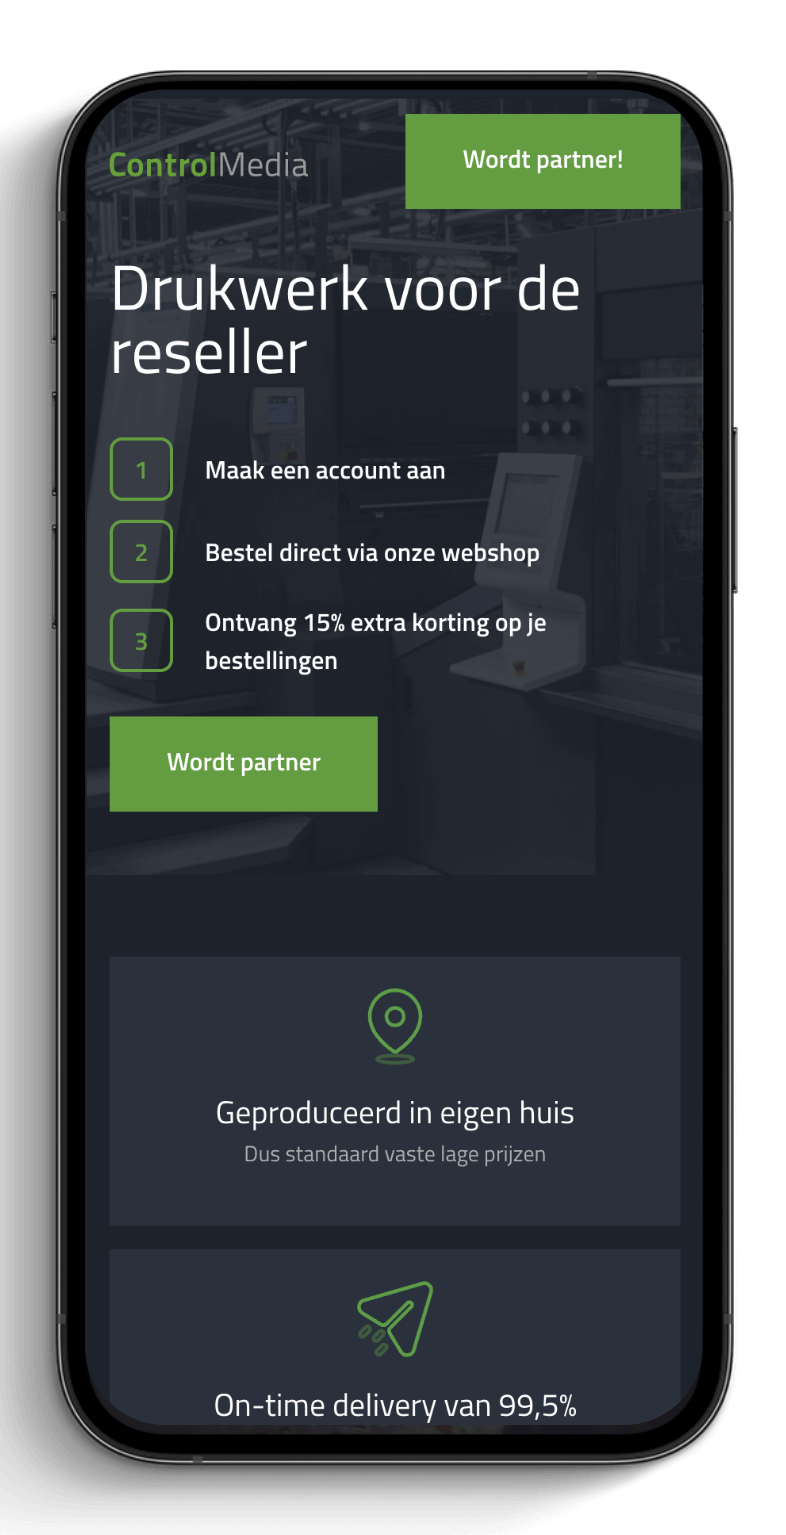 ControlMedia
Wordt partner!
Drukwerk voor de
reseller
1
Maak een account aan
2
Bestel direct via onze webshop
3
Ontvang 15% extra korting op je
bestellingen
Wordt partner
Geproduceerd in eigen huis
Dus standaard vaste lage prijzen
On-time delivery van 99,5%